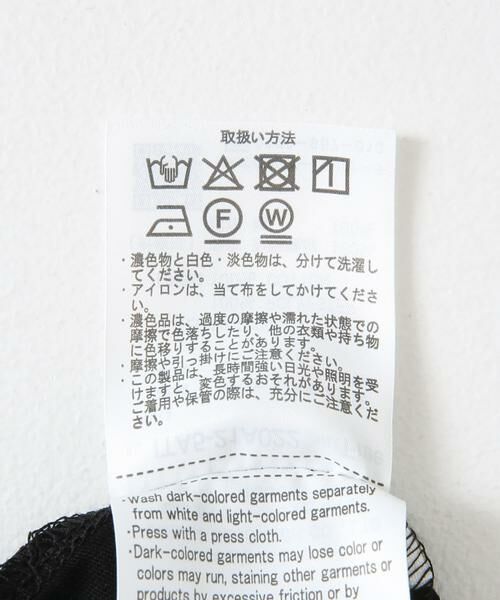 取扱い方法
F W
・濃色物と白色・淡色物は、分けて洗濯し
てください。
・アイロンは、当て布をしてかけてくださ
い。
・濃色品は、過度の摩擦や濡れた状態での
摩擦で色落ちしたり、他の衣類や持ち物
に色移りすることがあります。
・摩擦や引っ掛けにご注意ください。
・この製品は、長時間強い日光や照明を受
けますと、変色するおそれがあります。
ご着用や保管の際は、充分にご注意くだ
さい。
・Wash dark-colored garments separately
from white and light-colored garments.
・Press with a press cloth.
・Dark-colored garments may lose color or
colors may run, staining other garments or
products by excessive friction or by